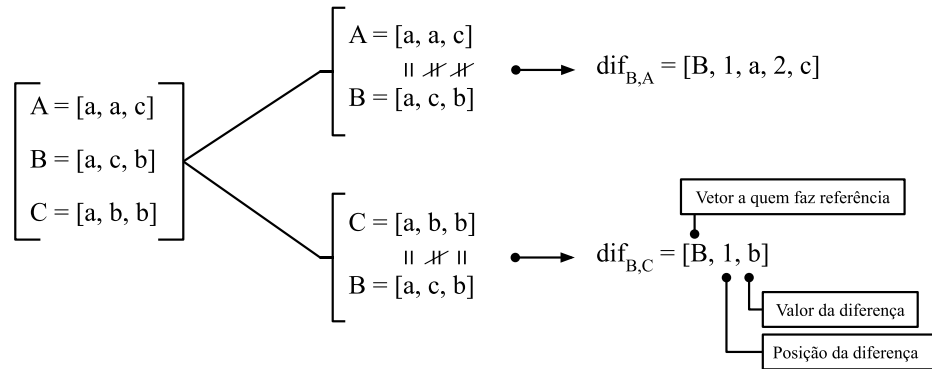 A = [a, a, c]
B = [a, c, b]
C = [a, b, b]
A = [a, a, c]
B = [a, c, b]
dif B,A = [B, 1, a, 2, c]
C = [a, b, b]
B = [a, c, b]
dif B,C = [B, 1, b]
Vetor a quem faz referência
Valor da diferença
Posição da diferença